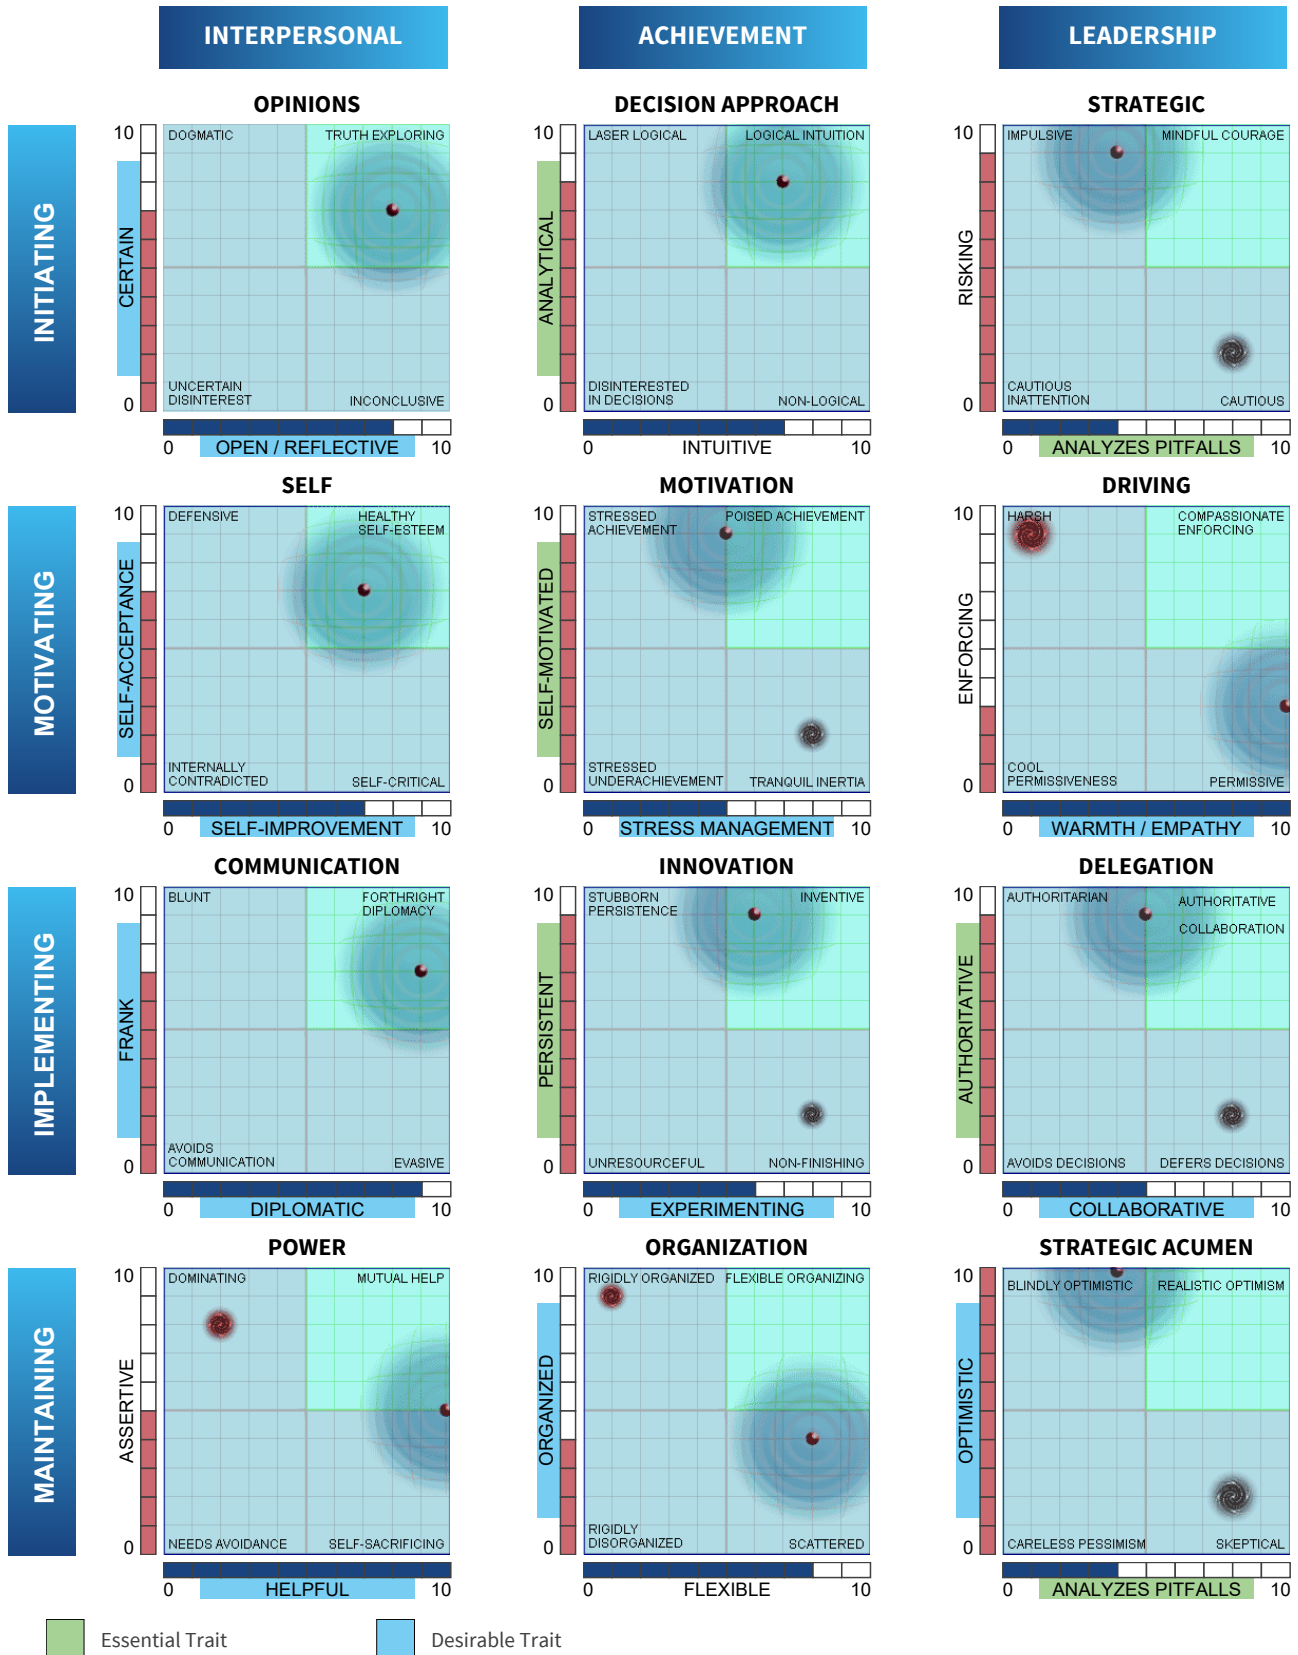 INTERPERSONAL
ACHIEVEMENT
LEADERSHIP
INITIATING
OPINIONS
10
DOGMATIC
TRUTH EXPLORING
CERTAIN
UNCERTAIN
DISINTEREST
INCONCLUSIVE
0
0
OPEN / REFLECTIVE
10
DECISION APPROACH
10
LASER LOGICAL
LOGICAL INTUITION
ANALYTICAL
DISINTERESTED
IN DECISIONS
NON-LOGICAL
0
0
INTUITIVE
10
STRATEGIC
10
IMPULSIVE
MINDFUL COURAGE
RISKING
CAUTIOUS
INATTENTION
CAUTIOUS
0
0
ANALYZES PITFALLS
10
MOTIVATING
SELF
10
DEFENSIVE
HEALTHY
SELF-ESTEEM
SELF-ACCEPTANCE
INTERNALLY
CONTRADICTED
SELF-CRITICAL
0
0
SELF-IMPROVEMENT
10
MOTIVATION
10
STRESSED
ACHIEVEMENT
POISED ACHIEVEMENT
SELF-MOTIVATED
STRESSED
UNDERACHIEVEMENT
TRANQUIL INERTIA
0
0
STRESS MANAGEMENT
10
DRIVING
10
HARSH
COMPASSIONATE
ENFORCING
ENFORCING
COOL
PERMISSIVENESS
PERMISSIVE
0
0
WARMTH / EMPATHY
10
IMPLEMENTING
COMMUNICATION
10
BLUNT
FORTHRIGHT
DIPLOMACY
FRANK
AVOIDS
COMMUNICATION
EVASIVE
0
0
DIPLOMATIC
10
INNOVATION
10
STUBBORN
PERSISTENCE
INVENTIVE
PERSISTENT
UNRESOURCEFUL
NON-FINISHING
0
0
EXPERIMENTING
10
DELEGATION
10
AUTHORITARIAN
AUTHORITATIVE
COLLABORATION
AUTHORITATIVE
AVOIDS DECISIONS
DEFERS DECISIONS
0
0
COLLABORATIVE
10
MAINTAINING
POWER
10
DOMINATING
MUTUAL HELP
ASSERTIVE
NEEDS AVOIDANCE
SELF-SACRIFICING
0
0
HELPFUL
10
ORGANIZATION
10
RIGIDLY ORGANIZED
FLEXIBLE ORGANIZING
ORGANIZED
RIGIDLY
DISORGANIZED
SCATTERED
0
0
FLEXIBLE
10
STRATEGIC ACUMEN
10
BLINDLY OPTIMISTIC
REALISTIC OPTIMISM
OPTIMISTIC
CARELESS PESSIMISM
SKEPTICAL
0
0
ANALYZES PITFALLS
10
Essential Trait
Desirable Trait